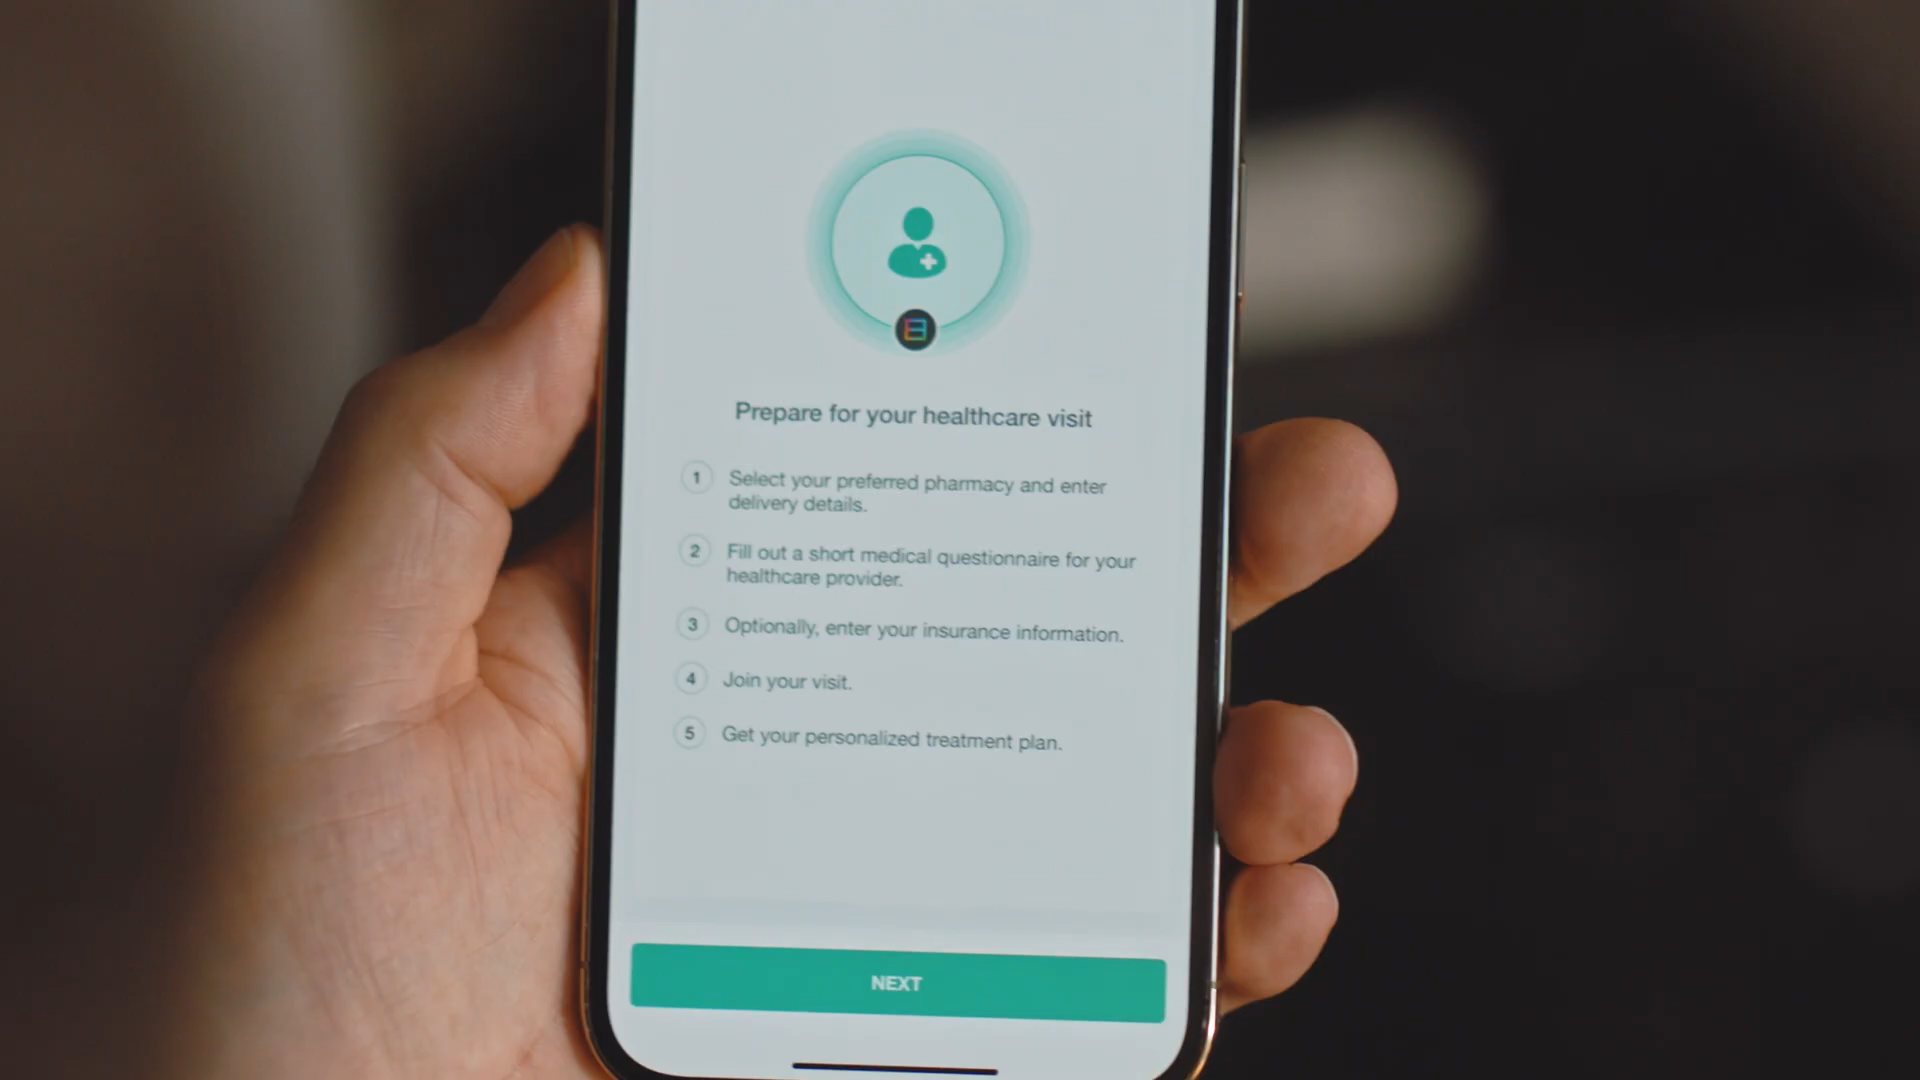 Prepare for your healthcare visit
1 Select your preferred pharmacy and enter
delivery details.
2 Fill out a short medical questionnaire for your
healthcare provider.
3 Optionally, enter your insurance information.
4 Join your visit.
5 Get your personalized treatment plan.
NEXT